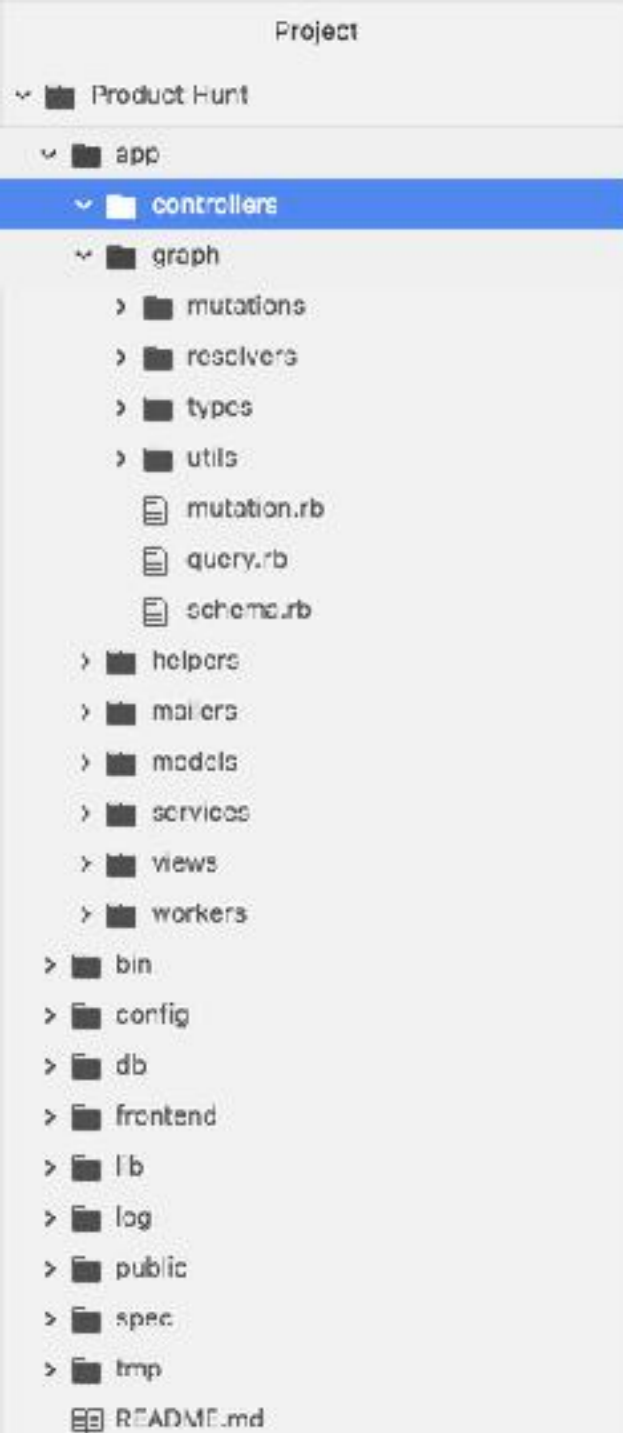 Project
Product Hunt
app
controllers
graph
mutations
resolvers
types
utils
mutation.rb
query.rb
schema.rb
helpers
mailers
models
services
views
workers
bin
config
db
frontend
lib
log
public
spec
tmp
README.md